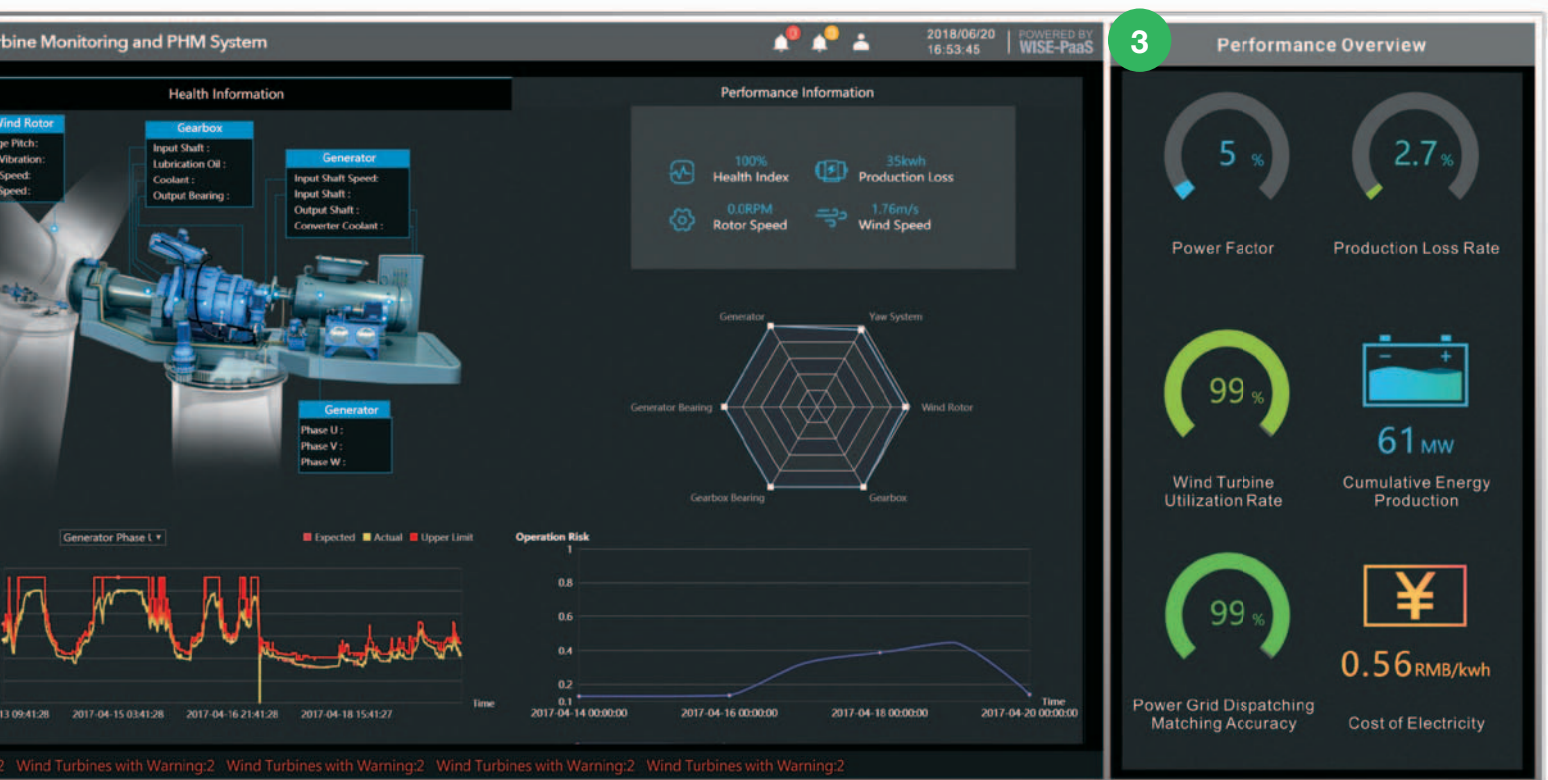 rbine Monitoring and PHM System
2018/06/20
16:53:45
POWERED BY
WISE-PaaS
3
Performance Overview
Health Information
Performance Information
Wind Rotor
ge Pitch:
Vibration:
Speed:
Speed:
Gearbox
Input Shaft :
Lubrication Oil :
Coolant :
Output Bearing :
Generator
Input Shaft Speed:
Input Shaft :
Output Shaft :
Converter Coolant :
Generator
Phase U :
Phase V :
Phase W :
100%
Health Index
35kwh
Production Loss
0.0RPM
Rotor Speed
1.76m/s
Wind Speed
Generator
Yaw System
Generator Bearing
Wind Rotor
Gearbox Bearing
Gearbox
Generator Phase U
Expected Actual Upper Limit
Time
13 09:41:28 2017-04-15 03:41:28 2017-04-16 21:41:28 2017-04-18 15:41:27
Operation Risk
1
0.8
0.6
0.4
0.2
0.1
Time
2017-04-14 00:00:00 2017-04-16 00:00:00 2017-04-18 00:00:00 2017-04-20 00:00:00
2 Wind Turbines with Warning:2 Wind Turbines with Warning:2 Wind Turbines with Warning:2 Wind Turbines with Warning:2
5 %
Power Factor
2.7 %
Production Loss Rate
99 %
Wind Turbine
Utilization Rate
61 MW
Cumulative Energy
Production
99 %
Power Grid Dispatching
Matching Accuracy
¥
0.56 RMB/kwh
Cost of Electricity